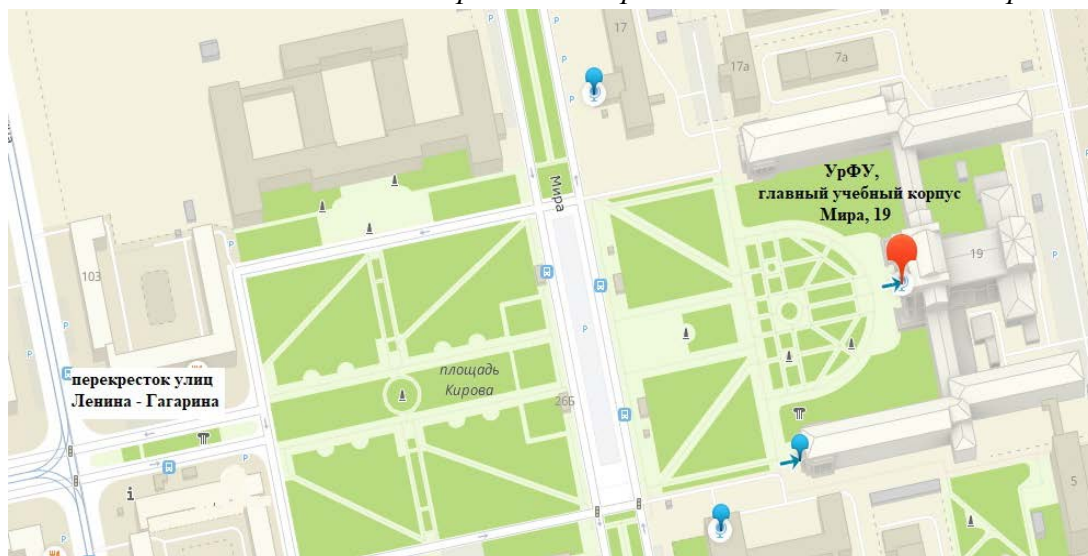 17
17а
7а
Мира
УрФУ,
главный учебный корпус
Мира, 19
19
103
площадь
Кирова
26Б
перекресток улиц
Ленина - Гагарина
5